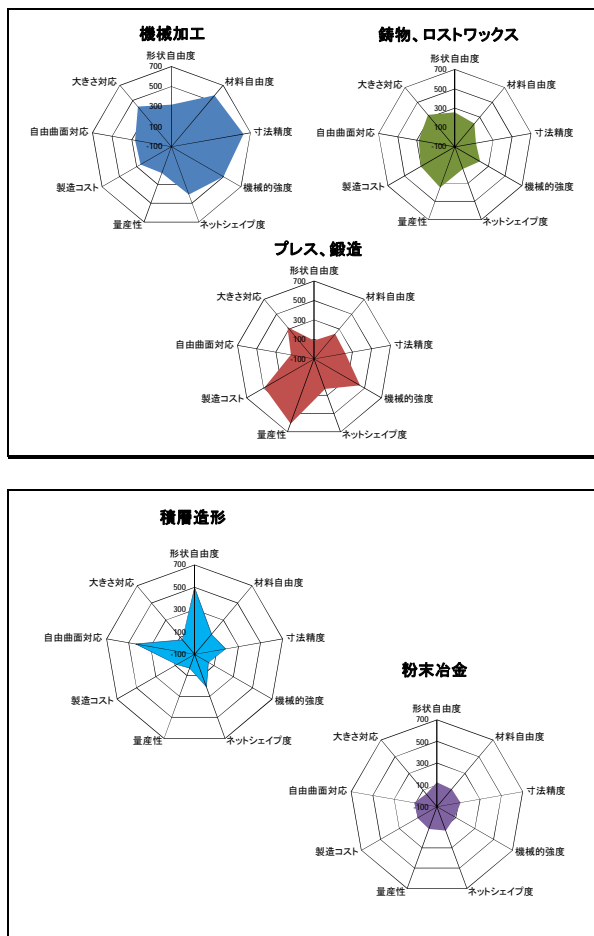 機械加工
形状自由度
材料自由度
寸法精度
機械的強度
ネットシェイプ度
量産性
製造コスト
自由曲面対応
大きさ対応
700
500
300
100
-100
鋳物、ロストワックス
形状自由度
材料自由度
寸法精度
機械的強度
ネットシェイプ度
量産性
製造コスト
自由曲面対応
大きさ対応
700
500
300
100
-100
プレス、鍛造
形状自由度
材料自由度
寸法精度
機械的強度
ネットシェイプ度
量産性
製造コスト
自由曲面対応
大きさ対応
700
500
300
100
-100
積層造形
形状自由度
材料自由度
寸法精度
機械的強度
ネットシェイプ度
量産性
製造コスト
自由曲面対応
大きさ対応
700
500
300
100
-100
粉末冶金
形状自由度
材料自由度
寸法精度
機械的強度
ネットシェイプ度
量産性
製造コスト
自由曲面対応
大きさ対応
700
500
300
100
-100